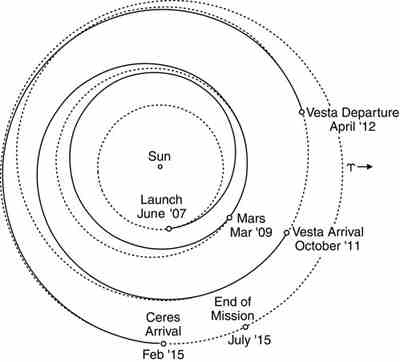 Vesta Departure
April '12
Sun
♈
Launch
June '07
Mars
Mar '09
Vesta Arrival
October '11
End of
Mission
July '15
Ceres
Arrival
Feb '15